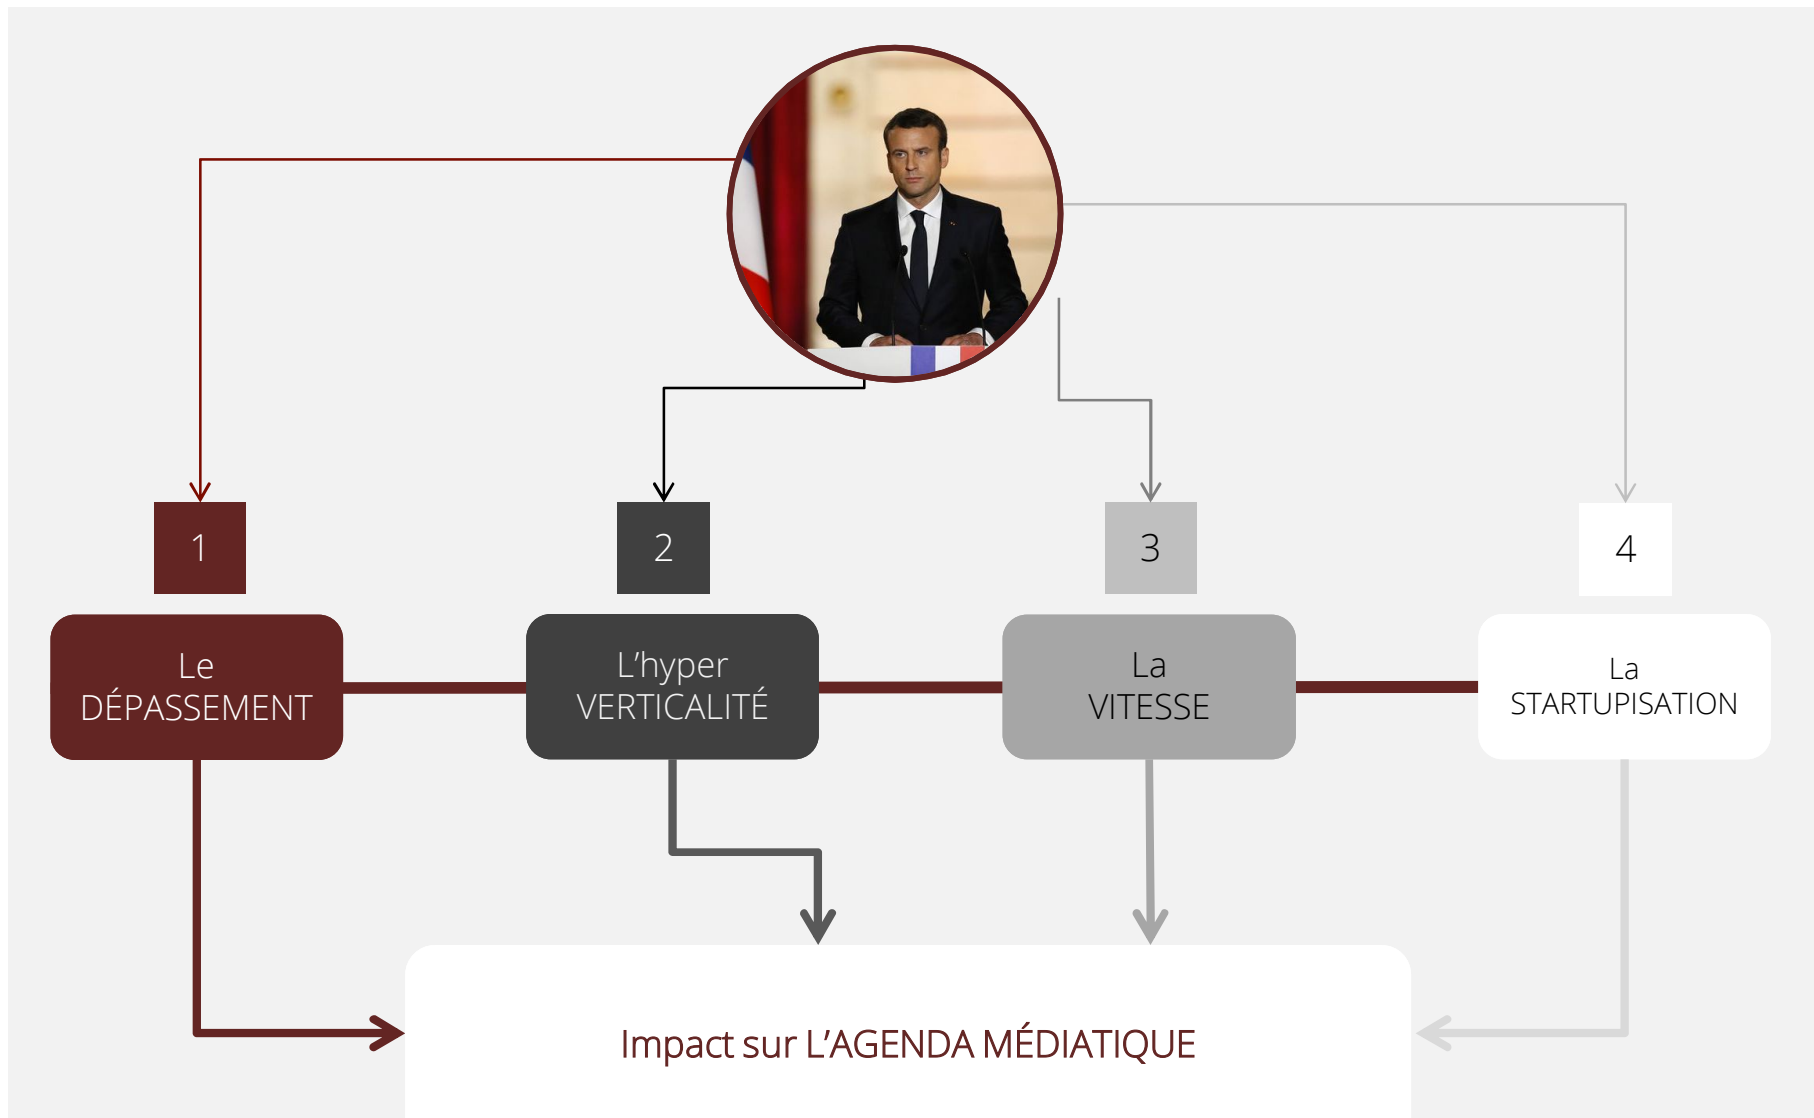 1
2
3
4
Le
DÉPASSEMENT
L’hyper
VERTICALITÉ
La
VITESSE
La
STARTUPISATION
Impact sur L’AGENDA MÉDIATIQUE